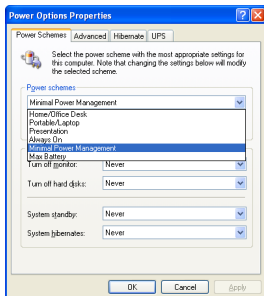 Power Options Properties
Power Schemes Advanced Hibernate UPS
Select the power scheme with the most appropriate settings for
this computer. Note that changing the settings below will modify
the selected scheme.
Power schemes
Minimal Power Management
Home/Office Desk
Portable/Laptop
Presentation
Always On
Minimal Power Management
Max Battery
Turn off monitor: Never
Turn off hard disks: Never
System standby: Never
System hibernates: Never
OK Cancel Apply